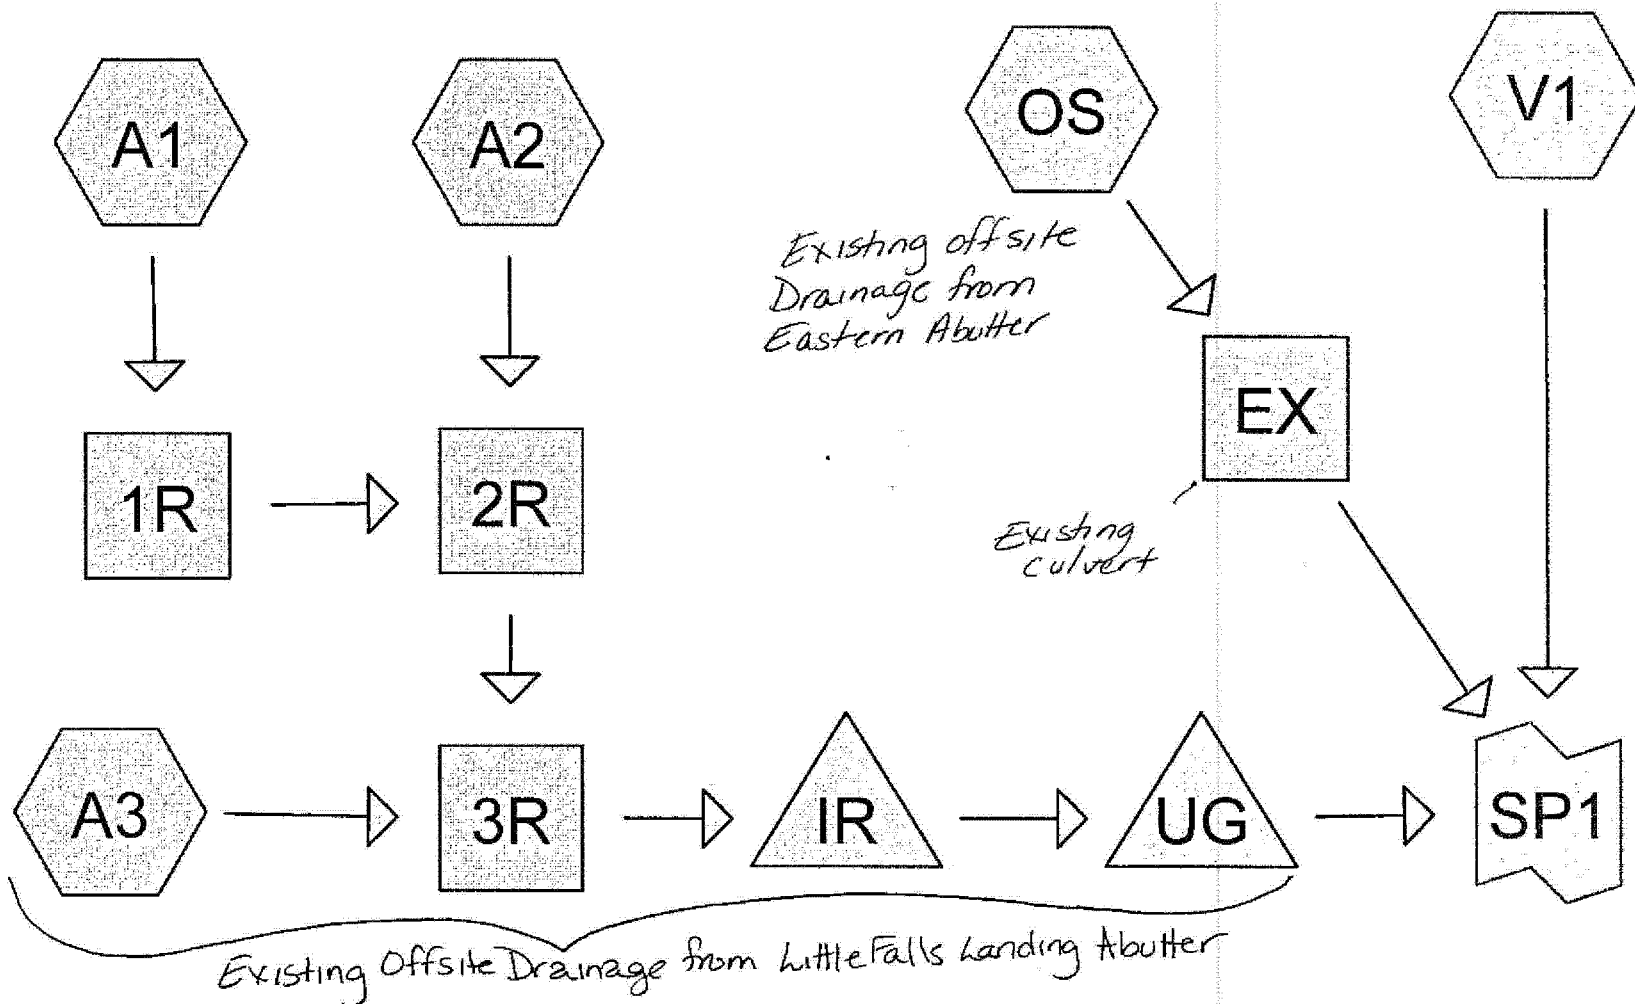 A1
A2
OS
V1
Existing offsite
Drainage from
Eastern Abutter
EX
1R
2R
Existing
culvert
A3
3R
IR
UG
SP1
Existing Offsite Drainage from Little Falls Landing Abutter